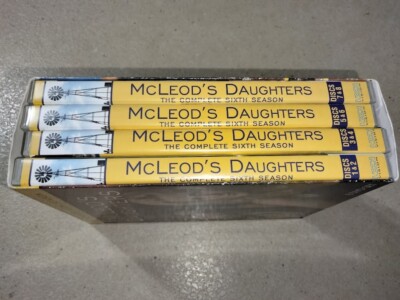 McLEOD'S DAUGHTERS
THE COMPLETE SIXTH SEASON
DISCS
7&8
McLEOD'S DAUGHTERS
THE COMPLETE SIXTH SEASON
DISCS
5&6
McLEOD'S DAUGHTERS
THE COMPLETE SIXTH SEASON
DISCS
3&4
McLEOD'S DAUGHTERS
THE COMPLETE SIXTH SEASON
DISCS
1&2